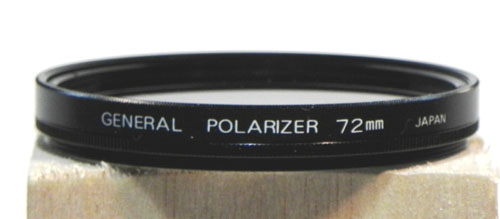 GENERAL POLARIZER 72mm JAPAN